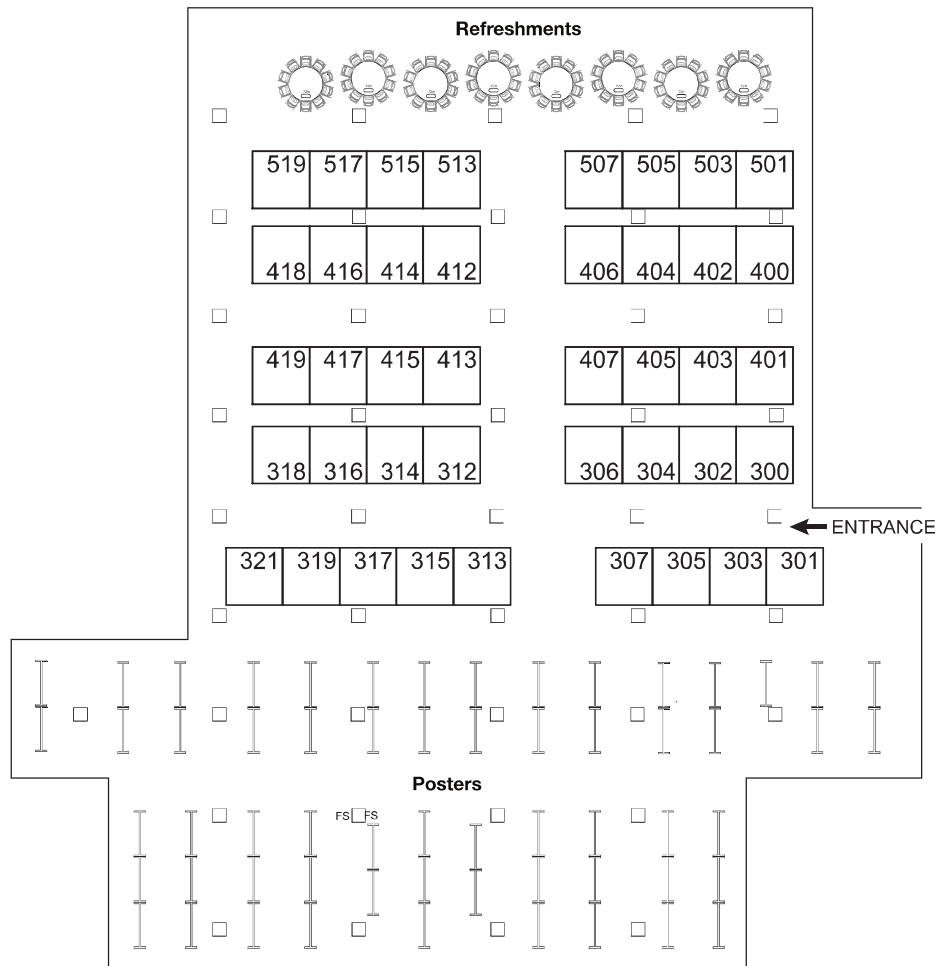 Refreshments
519 517 515 513 507 505 503 501
418 416 414 412 406 404 402 400
419 417 415 413 407 405 403 401
318 316 314 312 306 304 302 300
ENTRANCE
321 319 317 315 313 307 305 303 301
Posters
FS FS